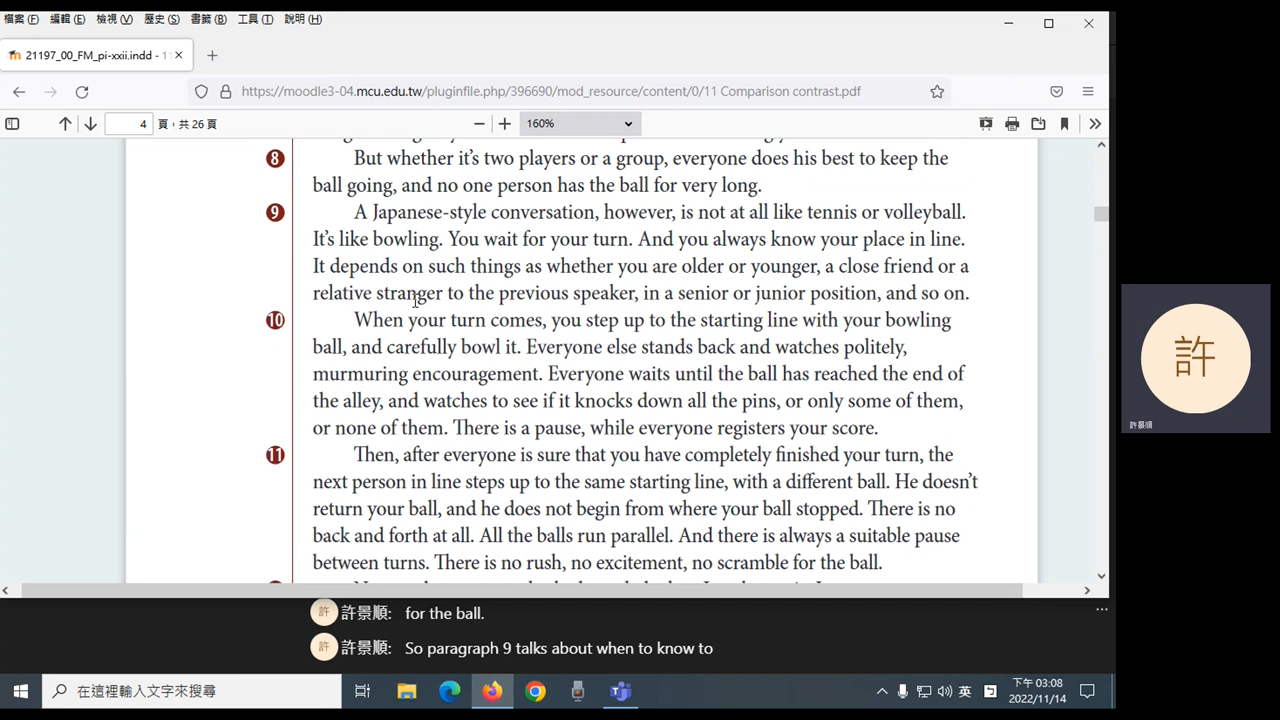 檔案(F) 編輯(E) 檢視(V) 歷史(S) 書籤(B) 工具(T) 說明(H)
21197_00_FM_pi-xxii.indd - 11
https://moodle3-04.mcu.edu.tw/pluginfile.php/396690/mod_resource/content/0/11 Comparison contrast.pdf
4 頁，共 26 頁
160%
8 But whether it's two players or a group, everyone does his best to keep the
ball going, and no one person has the ball for very long.
9 A Japanese-style conversation, however, is not at all like tennis or volleyball.
It's like bowling. You wait for your turn. And you always know your place in line.
It depends on such things as whether you are older or younger, a close friend or a
relative stranger to the previous speaker, in a senior or junior position, and so on.
10 When your turn comes, you step up to the starting line with your bowling
ball, and carefully bowl it. Everyone else stands back and watches politely,
murmuring encouragement. Everyone waits until the ball has reached the end of
the alley, and watches to see if it knocks down all the pins, or only some of them,
or none of them. There is a pause, while everyone registers your score.
11 Then, after everyone is sure that you have completely finished your turn, the
next person in line steps up to the same starting line, with a different ball. He doesn't
return your ball, and he does not begin from where your ball stopped. There is no
back and forth at all. All the balls run parallel. And there is always a suitable pause
between turns. There is no rush, no excitement, no scramble for the ball.
許
許景順
許 許景順: for the ball.
許 許景順: So paragraph 9 talks about when to know to
在這裡輸入文字來搜尋
英
下午 03:08
2022/11/14